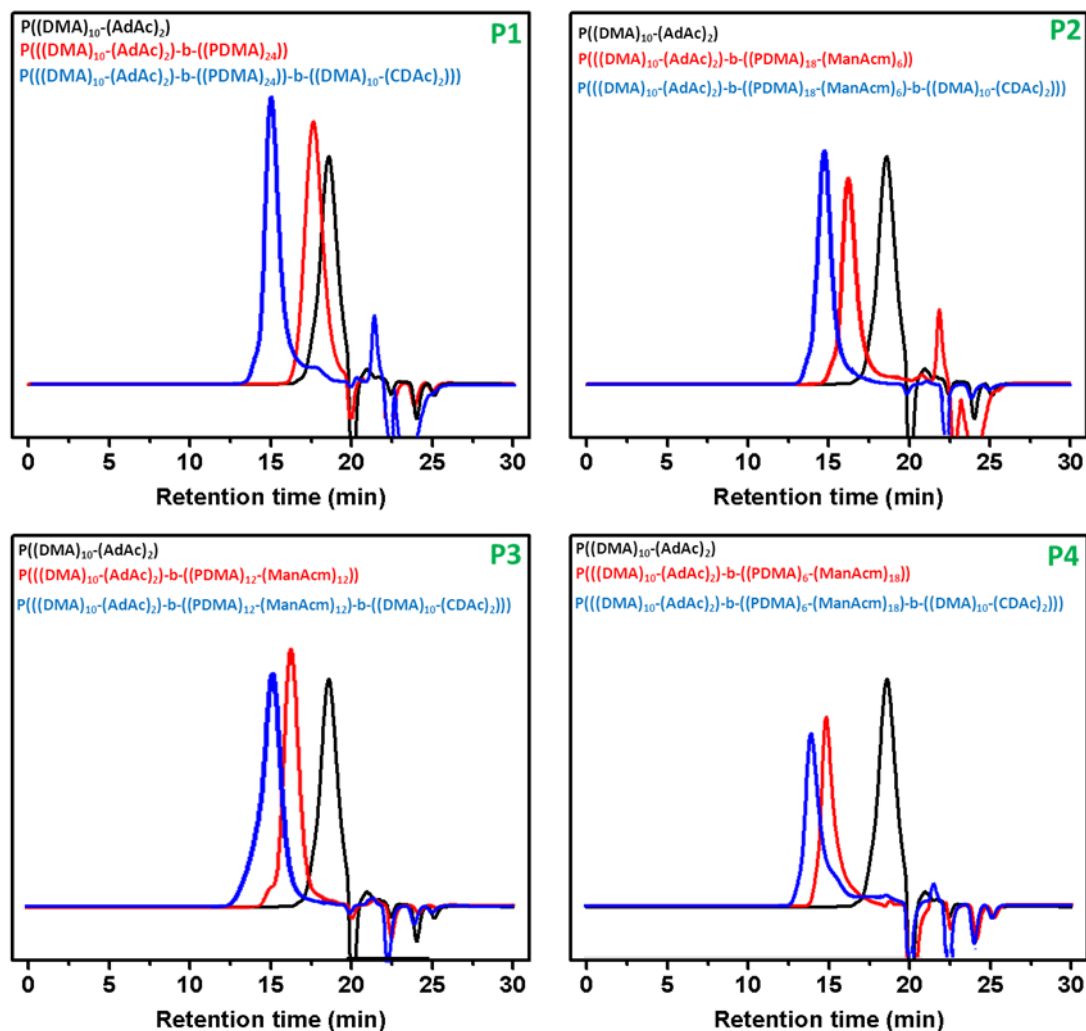 P((DMA)₁₀-(AdAc)₂)
P1
P(((DMA)₁₀-(AdAc)₂)-b-((PDMA)₂₄))
P(((DMA)₁₀-(AdAc)₂)-b-((PDMA)₂₄))-b-((DMA)₁₀-(CDAc)₂)))
0 5 10 15 20 25 30
Retention time (min)
P((DMA)₁₀-(AdAc)₂)
P2
P(((DMA)₁₀-(AdAc)₂)-b-((PDMA)₁₈-(ManAcm)₆))
P(((DMA)₁₀-(AdAc)₂)-b-((PDMA)₁₈-(ManAcm)₆)-b-((DMA)₁₀-(CDAc)₂)))
0 5 10 15 20 25 30
Retention time (min)
P((DMA)₁₀-(AdAc)₂)
P3
P(((DMA)₁₀-(AdAc)₂)-b-((PDMA)₁₂-(ManAcm)₁₂))
P(((DMA)₁₀-(AdAc)₂)-b-((PDMA)₁₂-(ManAcm)₁₂)-b-((DMA)₁₀-(CDAc)₂)))
0 5 10 15 20 25 30
Retention time (min)
P((DMA)₁₀-(AdAc)₂)
P4
P(((DMA)₁₀-(AdAc)₂)-b-((PDMA)₆-(ManAcm)₁₈))
P(((DMA)₁₀-(AdAc)₂)-b-((PDMA)₆-(ManAcm)₁₈)-b-((DMA)₁₀-(CDAc)₂)))
0 5 10 15 20 25 30
Retention time (min)